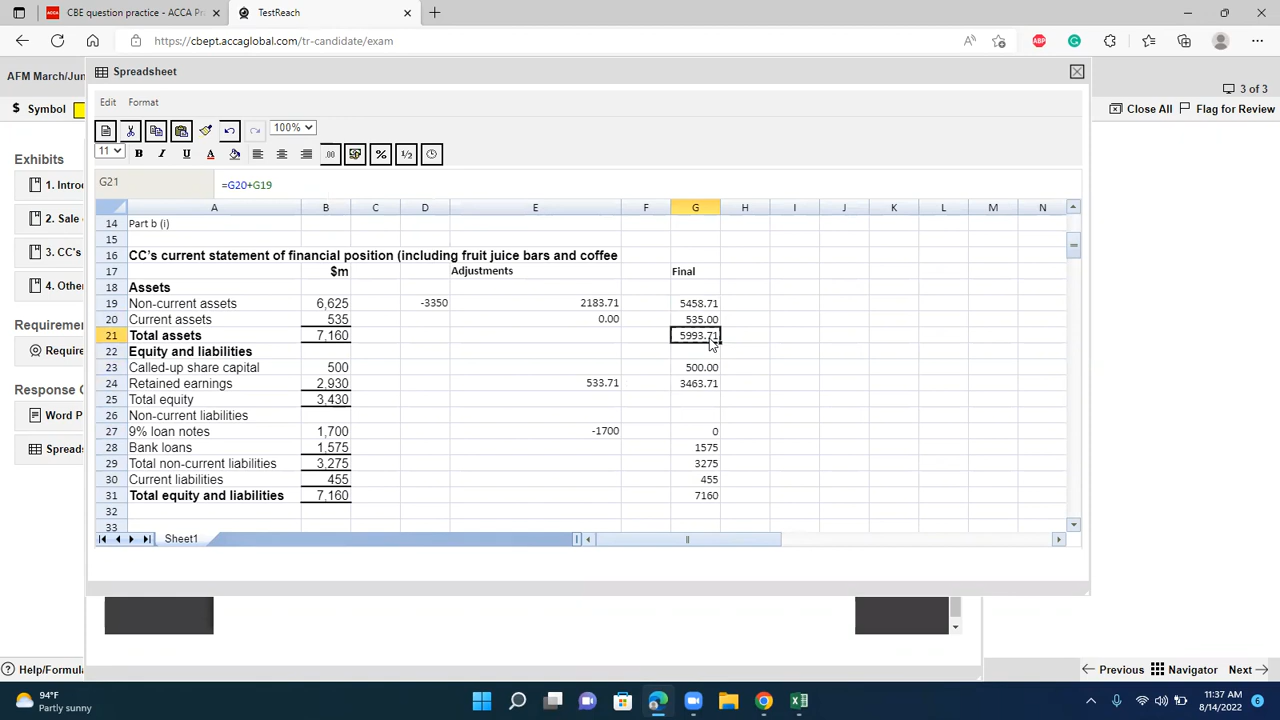 CBE question practice - ACCA Pr
TestReach
https://cbept.accaglobal.com/tr-candidate/exam
ABP
AFM March/Jun
Spreadsheet
3 of 3
$ Symbol
Edit Format
Close All Flag for Review
100%
11 B I U A .00 % 1/2
Exhibits
1. Introd
2. Sale o
3. CC's
4. Other
Requirements
Require
Response O
Word P
Spreads
G21 =G20+G19
A B C D E F G H I J K L M N
14 Part b (i)
15
16 CC's current statement of financial position (including fruit juice bars and coffee
17 $m Adjustments Final
18 Assets
19 Non-current assets 6,625 -3350 2183.71 5458.71
20 Current assets 535 0.00 535.00
21 Total assets 7,160 5993.71
22 Equity and liabilities
23 Called-up share capital 500 500.00
24 Retained earnings 2,930 533.71 3463.71
25 Total equity 3,430
26 Non-current liabilities
27 9% loan notes 1,700 -1700 0
28 Bank loans 1,575 1575
29 Total non-current liabilities 3,275 3275
30 Current liabilities 455 455
31 Total equity and liabilities 7,160 7160
32
33
Sheet1
? Help/Formula
Previous Navigator Next
94°F
Partly sunny
11:37 AM
8/14/2022